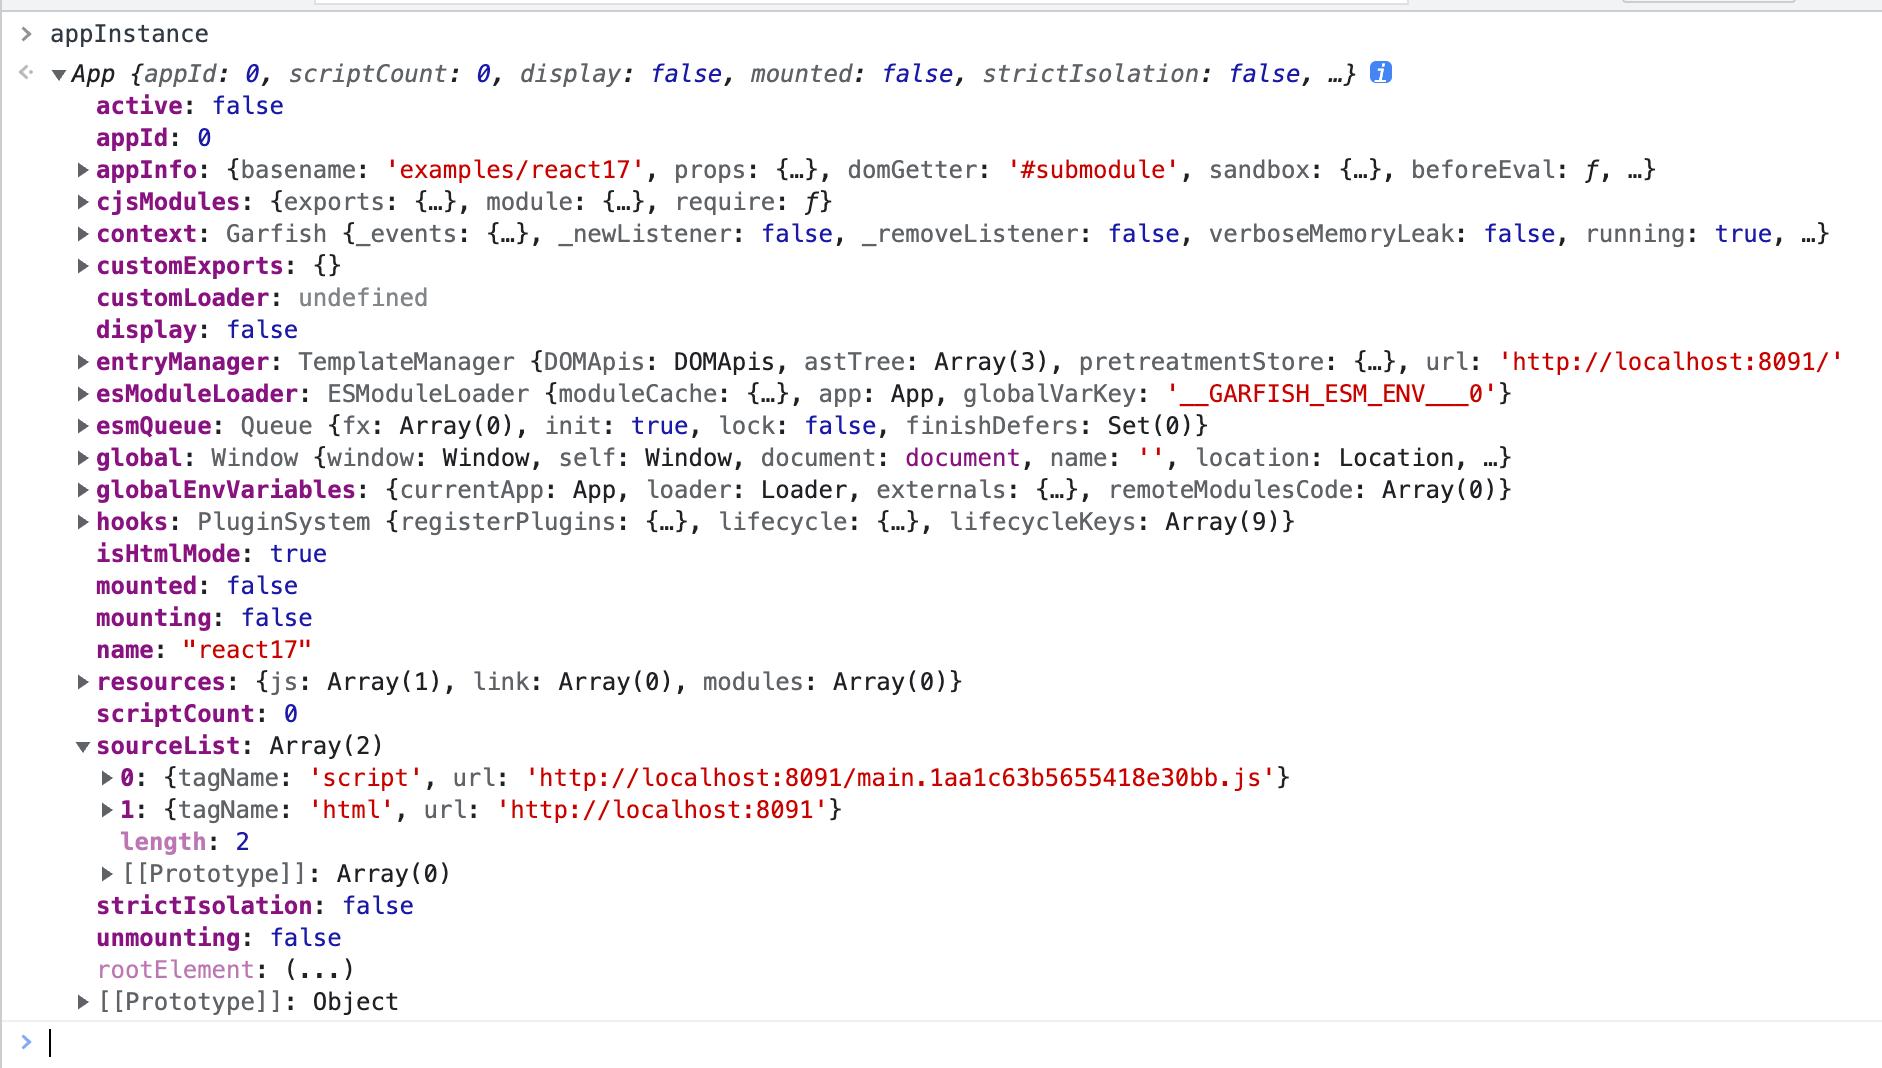 > appInstance
<· ▼App {appId: 0, scriptCount: 0, display: false, mounted: false, strictIsolation: false, …} i
active: false
appId: 0
▶appInfo: {basename: 'examples/react17', props: {…}, domGetter: '#submodule', sandbox: {…}, beforeEval: ƒ, …}
▶cjsModules: {exports: {…}, module: {…}, require: ƒ}
▶context: Garfish {_events: {…}, _newListener: false, _removeListener: false, verboseMemoryLeak: false, running: true, …}
▶customExports: {}
customLoader: undefined
display: false
▶entryManager: TemplateManager {DOMApis: DOMApis, astTree: Array(3), pretreatmentStore: {…}, url: 'http://localhost:8091/'
▶esModuleLoader: ESModuleLoader {moduleCache: {…}, app: App, globalVarKey: '__GARFISH_ESM_ENV___0'}
▶esmQueue: Queue {fx: Array(0), init: true, lock: false, finishDefers: Set(0)}
▶global: Window {window: Window, self: Window, document: document, name: '', location: Location, …}
▶globalEnvVariables: {currentApp: App, loader: Loader, externals: {…}, remoteModulesCode: Array(0)}
▶hooks: PluginSystem {registerPlugins: {…}, lifecycle: {…}, lifecycleKeys: Array(9)}
isHtmlMode: true
mounted: false
mounting: false
name: "react17"
▶resources: {js: Array(1), link: Array(0), modules: Array(0)}
scriptCount: 0
▼sourceList: Array(2)
▶0: {tagName: 'script', url: 'http://localhost:8091/main.1aa1c63b5655418e30bb.js'}
▶1: {tagName: 'html', url: 'http://localhost:8091'}
length: 2
▶[[Prototype]]: Array(0)
strictIsolation: false
unmounting: false
rootElement: (...)
▶[[Prototype]]: Object
>